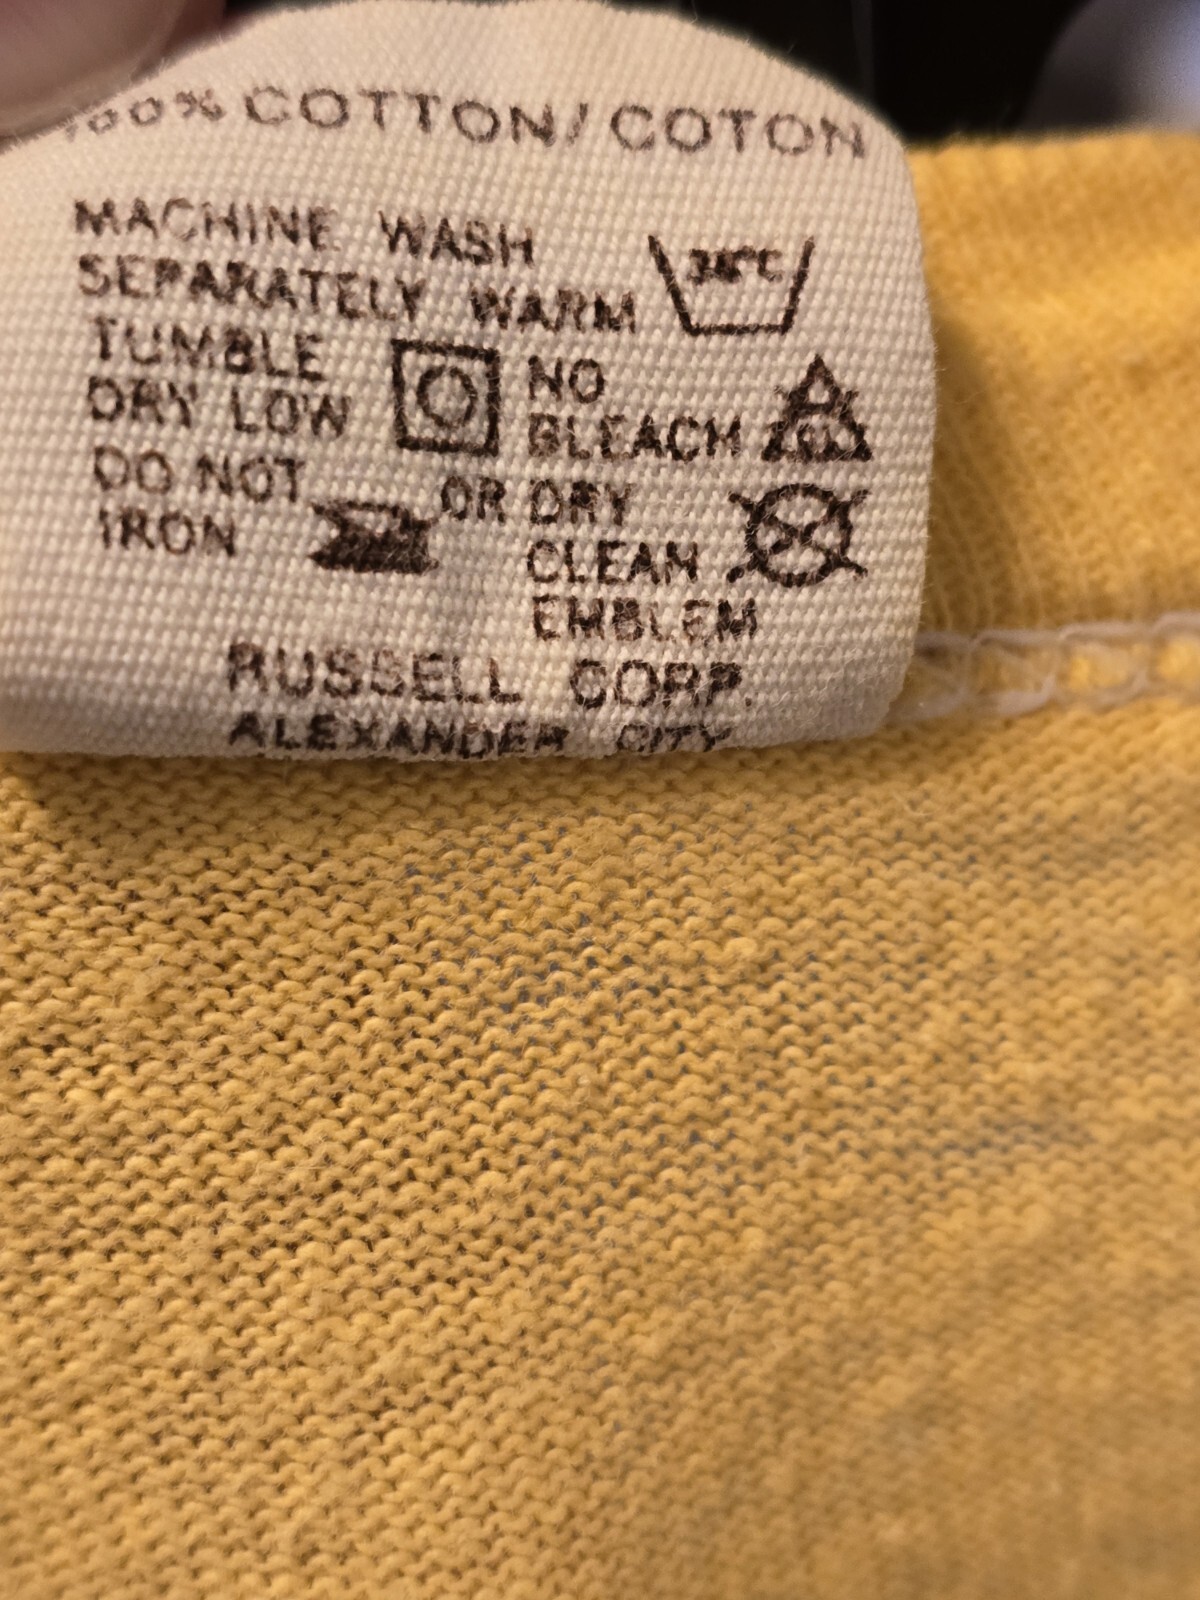 100% COTTON/COTON
MACHINE WASH
SEPARATELY WARM
TUMBLE
DRY LOW
NO
BLEACH
DO NOT
IRON
OR DRY
CLEAN
EMBLEM
RUSSELL CORP.
ALEXANDER CITY